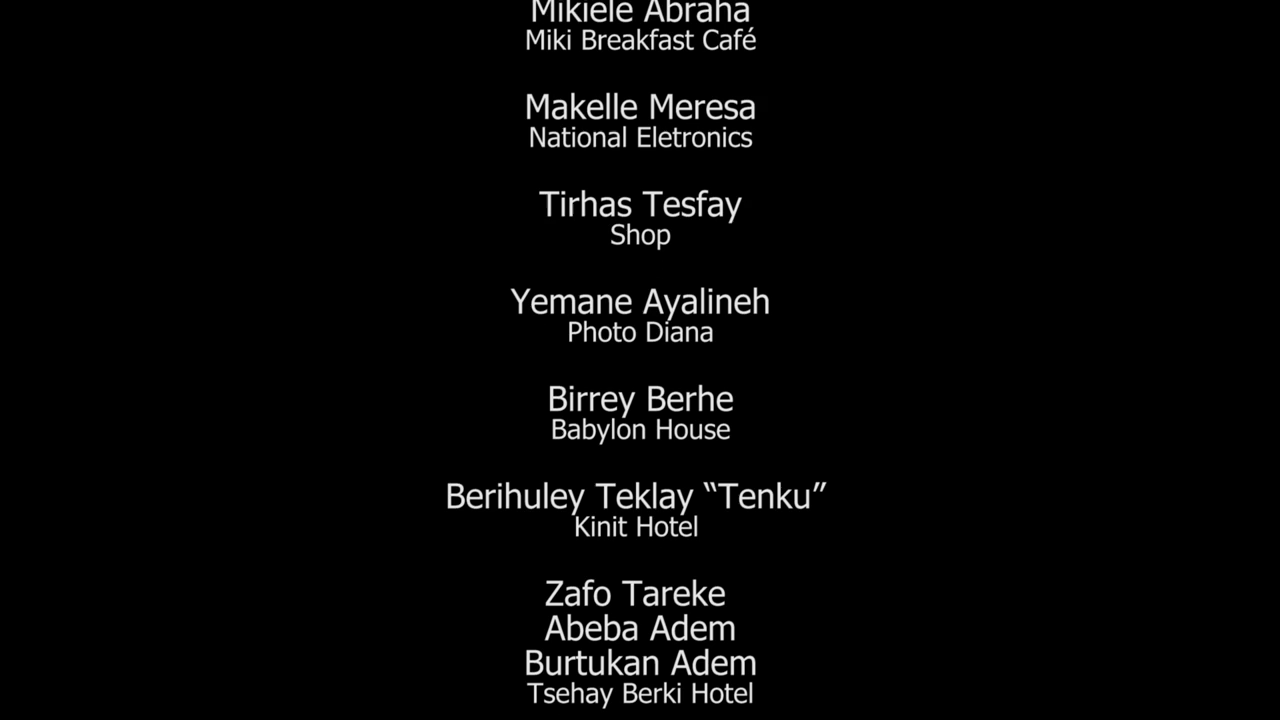 Mikiele Abraha
Miki Breakfast Café
Makelle Meresa
National Eletronics
Tirhas Tesfay
Shop
Yemane Ayalineh
Photo Diana
Birrey Berhe
Babylon House
Berihuley Teklay “Tenku”
Kinit Hotel
Zafo Tareke
Abeba Adem
Burtukan Adem
Tsehay Berki Hotel